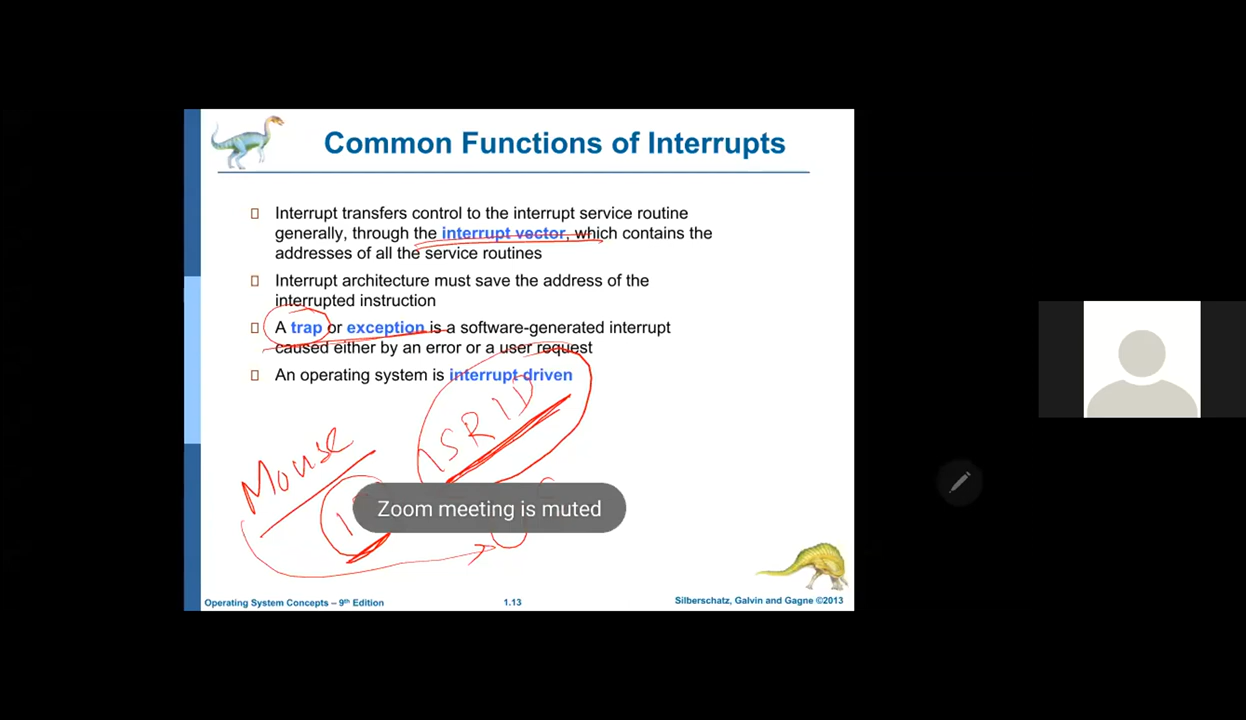 Common Functions of Interrupts
Interrupt transfers control to the interrupt service routine
generally, through the interrupt vector, which contains the
addresses of all the service routines
Interrupt architecture must save the address of the
interrupted instruction
A trap or exception is a software-generated interrupt
caused either by an error or a user request
An operating system is interrupt driven
ISR ID
Mouse
Zoom meeting is muted
Operating System Concepts – 9th Edition
1.13
Silberschatz, Galvin and Gagne ©2013